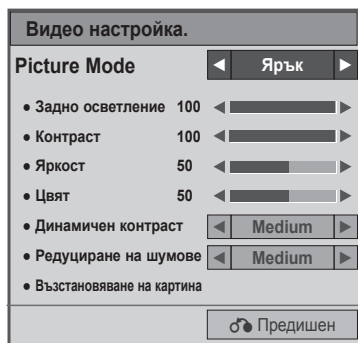 Видео настройка.
Picture Mode ◄ Ярък ►
● Задно осветление 100
● Контраст 100
● Яркост 50
● Цвят 50
● Динамичен контраст ◄ Medium ►
● Редуциране на шумове ◄ Medium ►
● Възстановяване на картина
Предишен